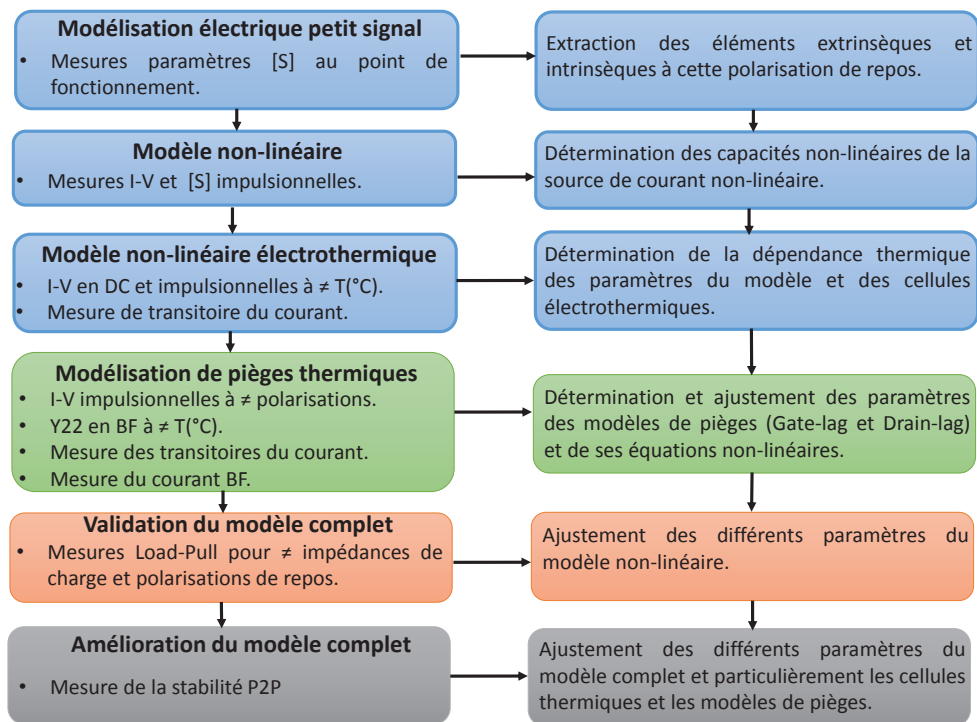 Modélisation électrique petit signal
• Mesures paramètres [S] au point de
fonctionnement.
Extraction des éléments extrinsèques et
intrinsèques à cette polarisation de repos.
Modèle non-linéaire
• Mesures I-V et [S] impulsionnelles.
Détermination des capacités non-linéaires de la
source de courant non-linéaire.
Modèle non-linéaire électrothermique
• I-V en DC et impulsionnelles à ≠ T(°C).
• Mesure de transitoire du courant.
Détermination de la dépendance thermique
des paramètres du modèle et des cellules
électrothermiques.
Modélisation de pièges thermiques
• I-V impulsionnelles à ≠ polarisations.
• Y22 en BF à ≠ T(°C).
• Mesure des transitoires du courant.
• Mesure du courant BF.
Détermination et ajustement des paramètres
des modèles de pièges (Gate-lag et Drain-lag)
et de ses équations non-linéaires.
Validation du modèle complet
• Mesures Load-Pull pour ≠ impédances de
charge et polarisations de repos.
Ajustement des différents paramètres du
modèle non-linéaire.
Amélioration du modèle complet
• Mesure de la stabilité P2P
Ajustement des différents paramètres du
modèle complet et particulièrement les cellules
thermiques et les modèles de pièges.